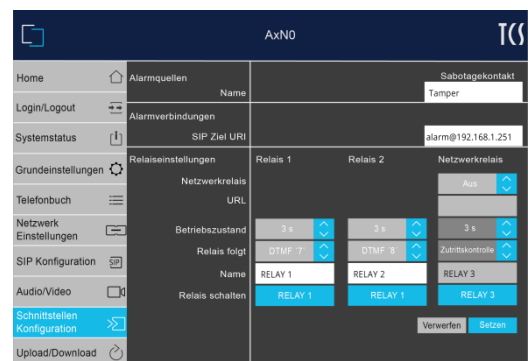 AxN0
TCS
Home
Login/Logout
Systemstatus
Grundeinstellungen
Telefonbuch
Netzwerk
Einstellungen
SIP Konfiguration
SIP
Audio/Video
Schnittstellen
Konfiguration
Upload/Download
Alarmquellen Sabotagekontakt
Name Tamper
Alarmverbindungen
SIP Ziel URI alarm@192.168.1.251
Relaiseinstellungen Relais 1 Relais 2 Netzwerkrelais
Netzwerkrelais Aus
URL
Betriebszustand 3 s 3 s 3 s
Relais folgt DTMF '7' DTMF '8' Zutrittskontrolle
Name RELAY 1 RELAY 2 RELAY 3
Relais schalten RELAY 1 RELAY 1 RELAY 3
Verwerfen Setzen